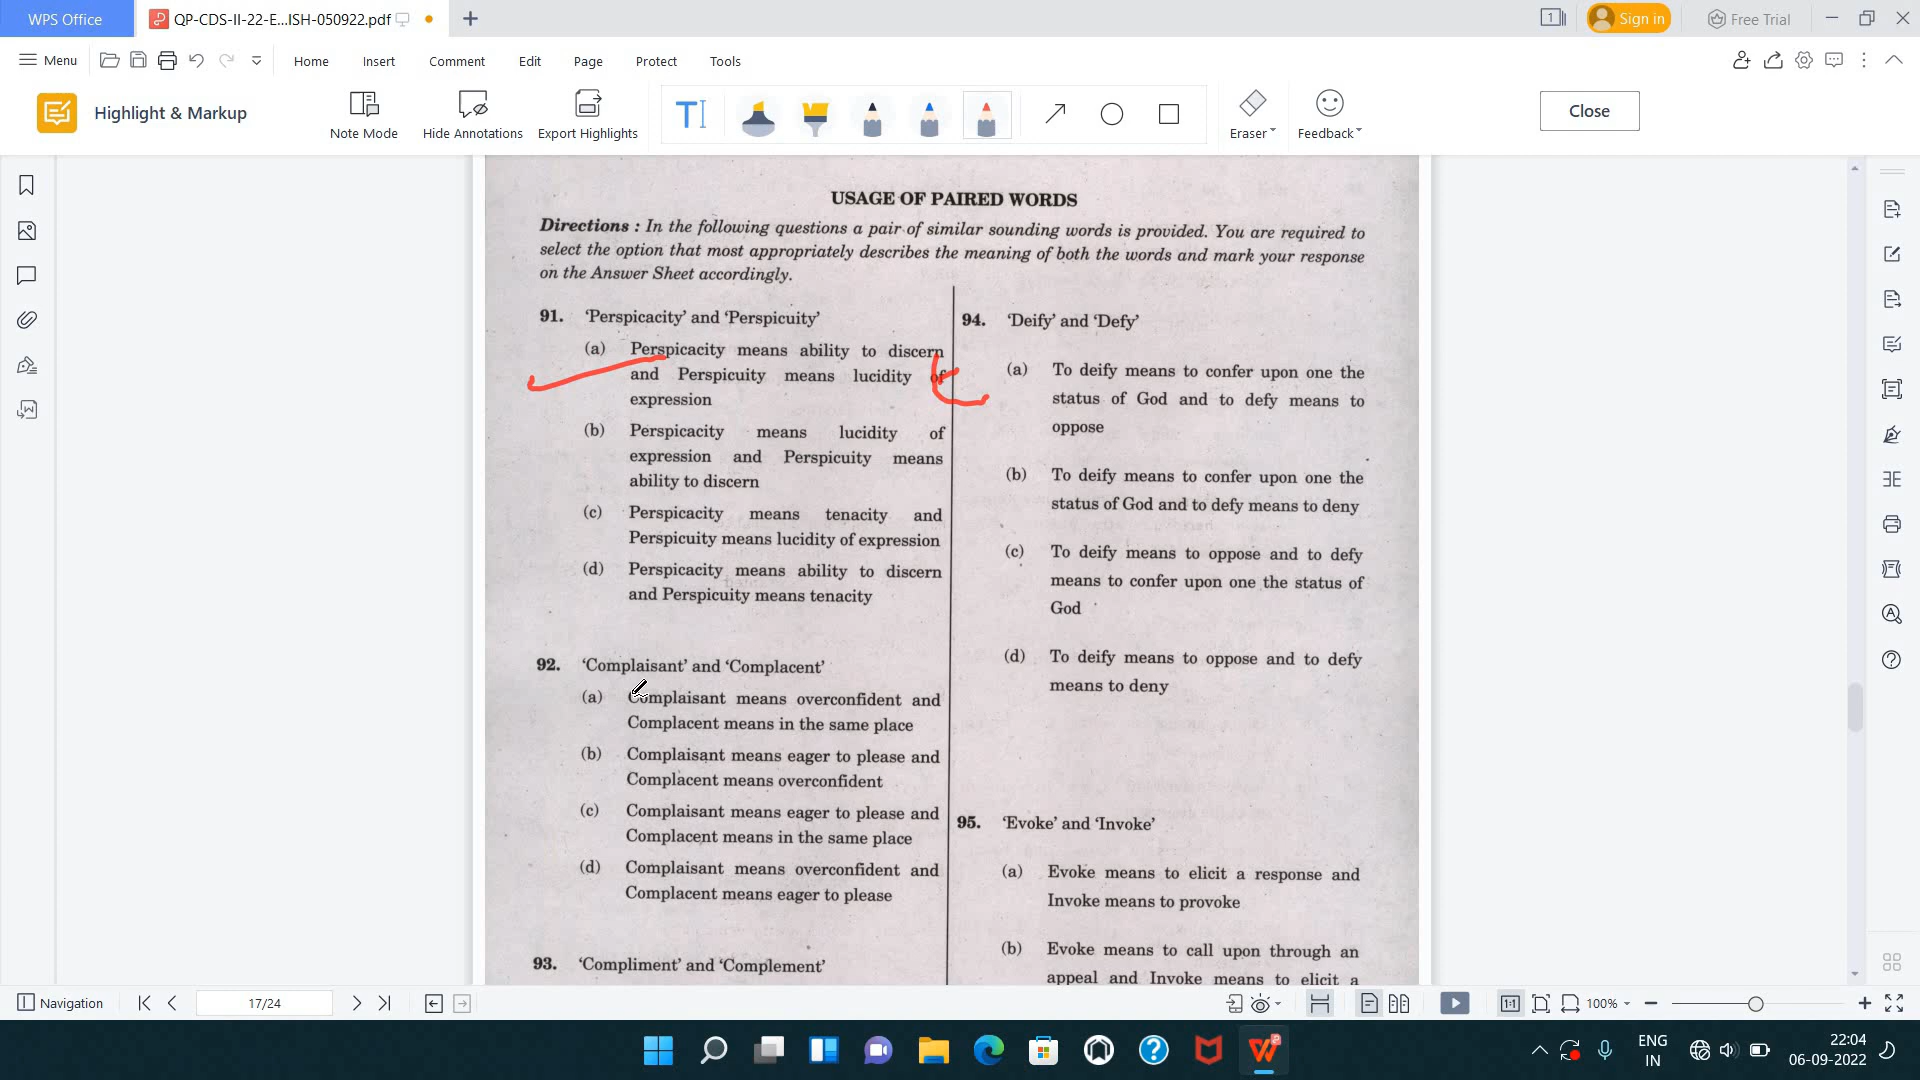 WPS Office
QP-CDS-II-22-E...ISH-050922.pdf
1
Sign in
Free Trial
Menu
Home
Insert
Comment
Edit
Page
Protect
Tools
Highlight & Markup
Note Mode
Hide Annotations
Export Highlights
Eraser
Feedback
Close
USAGE OF PAIRED WORDS
Directions : In the following questions a pair of similar sounding words is provided. You are required to
select the option that most appropriately describes the meaning of both the words and mark your response
on the Answer Sheet accordingly.
91. 'Perspicacity' and 'Perspicuity'
(a) Perspicacity means ability to discern
and Perspicuity means lucidity of
expression
(b) Perspicacity means lucidity of
expression and Perspicuity means
ability to discern
(c) Perspicacity means tenacity and
Perspicuity means lucidity of expression
(d) Perspicacity means ability to discern
and Perspicuity means tenacity
92. 'Complaisant' and 'Complacent'
(a) Complaisant means overconfident and
Complacent means in the same place
(b) Complaisant means eager to please and
Complacent means overconfident
(c) Complaisant means eager to please and
Complacent means in the same place
(d) Complaisant means overconfident and
Complacent means eager to please
93. 'Compliment' and 'Complement'
94. 'Deify' and 'Defy'
(a) To deify means to confer upon one the
status of God and to defy means to
oppose
(b) To deify means to confer upon one the
status of God and to defy means to deny
(c) To deify means to oppose and to defy
means to confer upon one the status of
God
(d) To deify means to oppose and to defy
means to deny
95. 'Evoke' and 'Invoke'
(a) Evoke means to elicit a response and
Invoke means to provoke
(b) Evoke means to call upon through an
appeal and Invoke means to elicit a
Navigation
17/24
1:1
100%
ENG
IN
22:04
06-09-2022